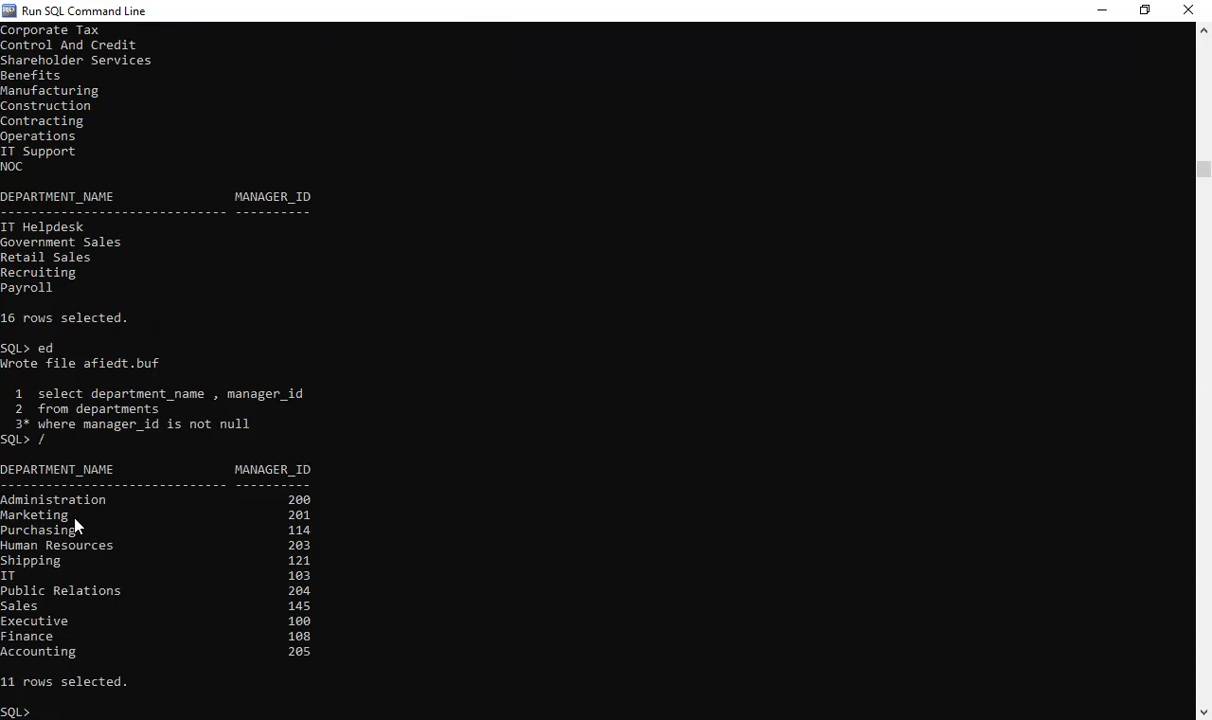 Run SQL Command Line
Corporate Tax
Control And Credit
Shareholder Services
Benefits
Manufacturing
Construction
Contracting
Operations
IT Support
NOC
DEPARTMENT_NAME                MANAGER_ID
------------------------------ ----------
IT Helpdesk
Government Sales
Retail Sales
Recruiting
Payroll
16 rows selected.
SQL> ed
Wrote file afiedt.buf
  1  select department_name , manager_id
  2  from departments
  3* where manager_id is not null
SQL> /
DEPARTMENT_NAME                MANAGER_ID
------------------------------ ----------
Administration                        200
Marketing                             201
Purchasing                            114
Human Resources                       203
Shipping                              121
IT                                    103
Public Relations                      204
Sales                                 145
Executive                             100
Finance                               108
Accounting                            205
11 rows selected.
SQL>